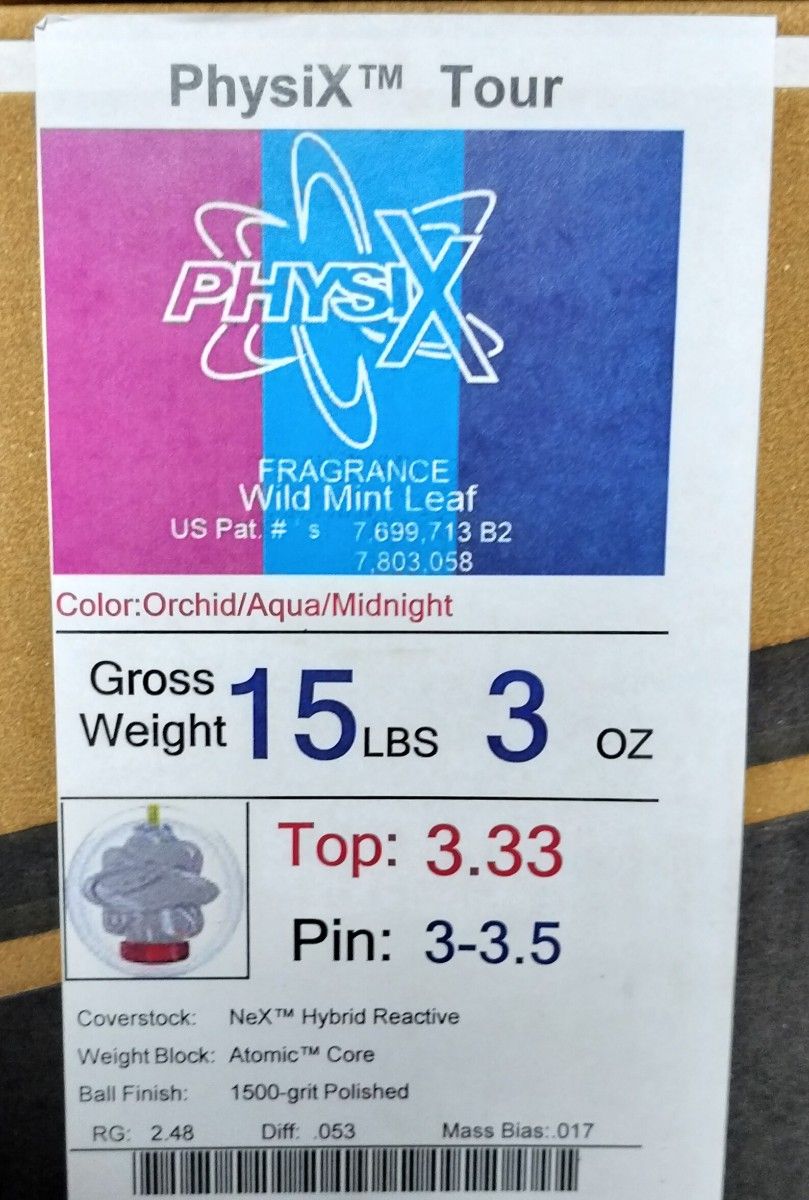 PhysiX™ Tour
PHYSIX
FRAGRANCE
Wild Mint Leaf
US Pat. # ' s 7,699,713 B2
7,803,058
Color:Orchid/Aqua/Midnight
Gross Weight 15 LBS 3 OZ
Top: 3.33
Pin: 3-3.5
Coverstock: NeX™ Hybrid Reactive
Weight Block: Atomic™ Core
Ball Finish: 1500-grit Polished
RG: 2.48 Diff: .053 Mass Bias:.017